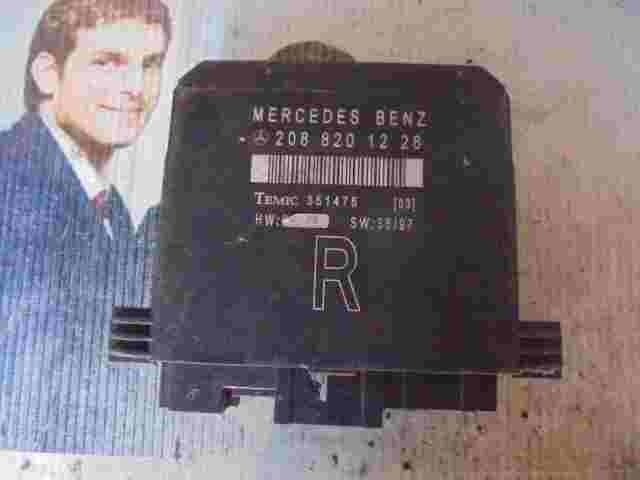 MERCEDES BENZ
208 820 12 26
TEMIC 351475 [03]
HW: SW:
R